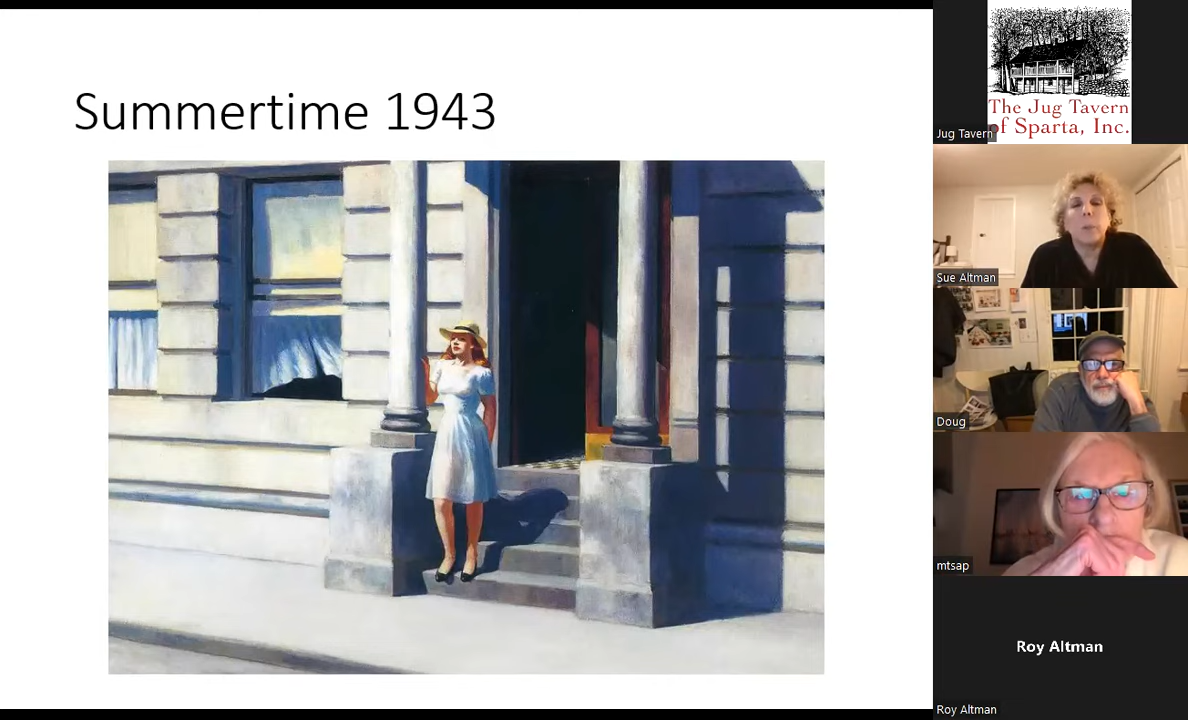 Summertime 1943
The Jug Tavern
of Sparta, Inc.
Jug Tavern
Sue Altman
Doug
mtsap
Roy Altman
Roy Altman